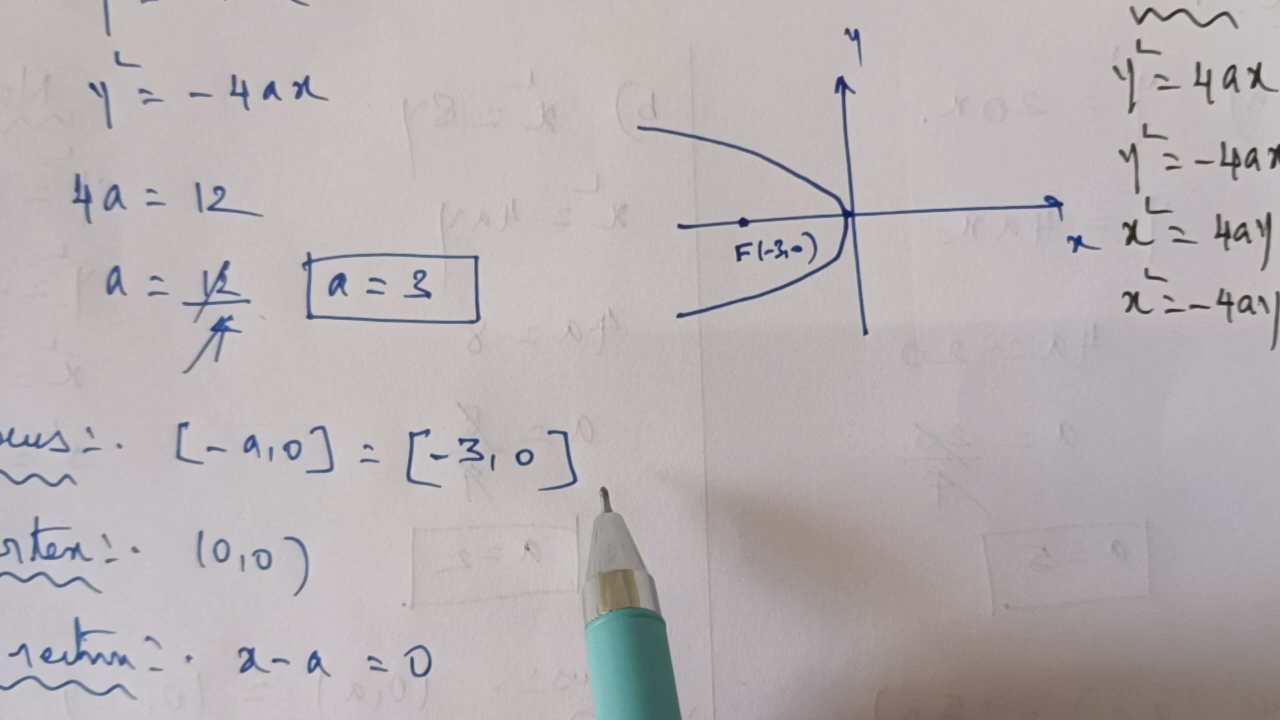 y² = - 4ax
4a = 12
a = 12/4
a = 3
[-a,0] = [-3, 0]
(0,0)
x - a = 0
y
x
F(-3,0)
y² = 4ax
y² = -4ax
x² = 4ay
x² = -4ay